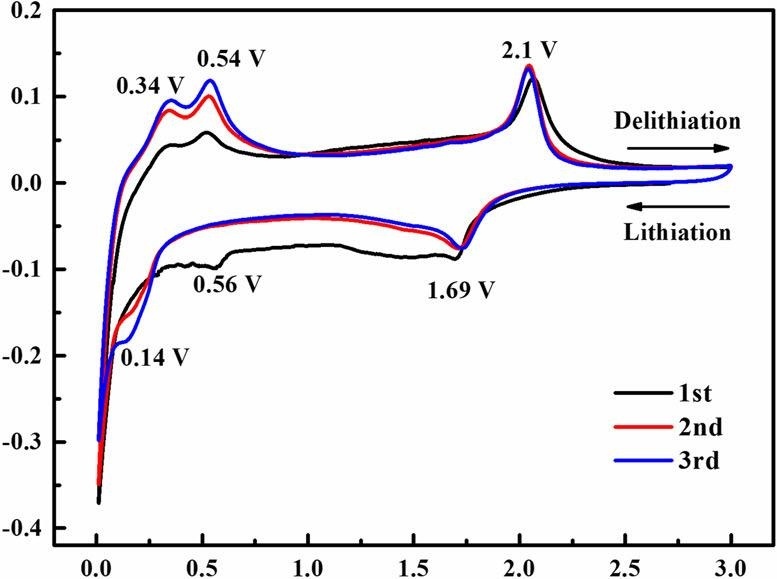 0.2
0.1
0.0
-0.1
-0.2
-0.3
-0.4
0.34 V
0.54 V
2.1 V
Delithiation
Lithiation
0.56 V
1.69 V
0.14 V
1st
2nd
3rd
0.0 0.5 1.0 1.5 2.0 2.5 3.0